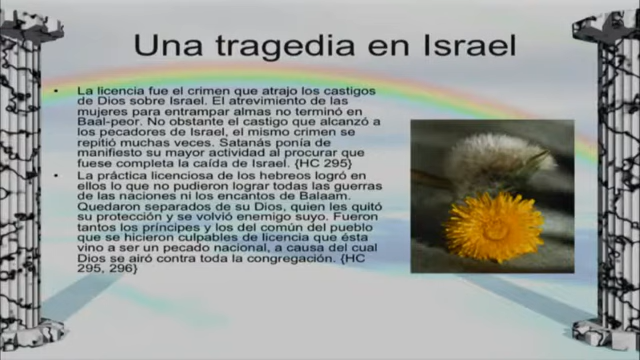 Una tragedia en Israel
• La licencia fue el crimen que atrajo los castigos
de Dios sobre Israel. El atrevimiento de las
mujeres para entrampar almas no terminó en
Baal-peor. No obstante el castigo que alcanzó a
los pecadores de Israel, el mismo crimen se
repitió muchas veces. Satanás ponía de
manifiesto su mayor actividad al procurar que
fuese completa la caída de Israel. {HC 295}
• La práctica licenciosa de los hebreos logró en
ellos lo que no pudieron lograr todas las guerras
de las naciones ni los encantos de Balaam.
Quedaron separados de su Dios, quien les quitó
su protección y se volvió enemigo suyo. Fueron
tantos los príncipes y los del común del pueblo
que se hicieron culpables de licencia que ésta
vino a ser un pecado nacional, a causa del cual
Dios se airó contra toda la congregación. {HC
295, 296}